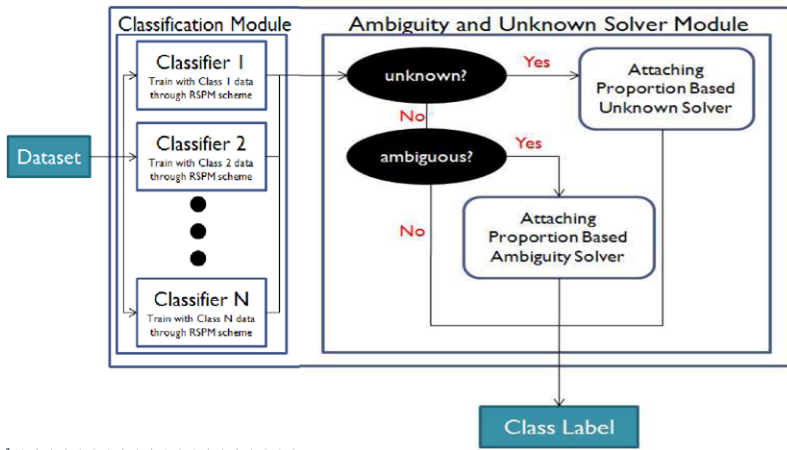 Classification Module
Ambiguity and Unknown Solver Module
Dataset
Classifier 1
Train with Class 1 data
through RSPM scheme
Classifier 2
Train with Class 2 data
through RSPM scheme
Classifier N
Train with Class N data
through RSPM scheme
unknown?
Yes
Attaching
Proportion Based
Unknown Solver
No
ambiguous?
Yes
Attaching
Proportion Based
Ambiguity Solver
No
Class Label